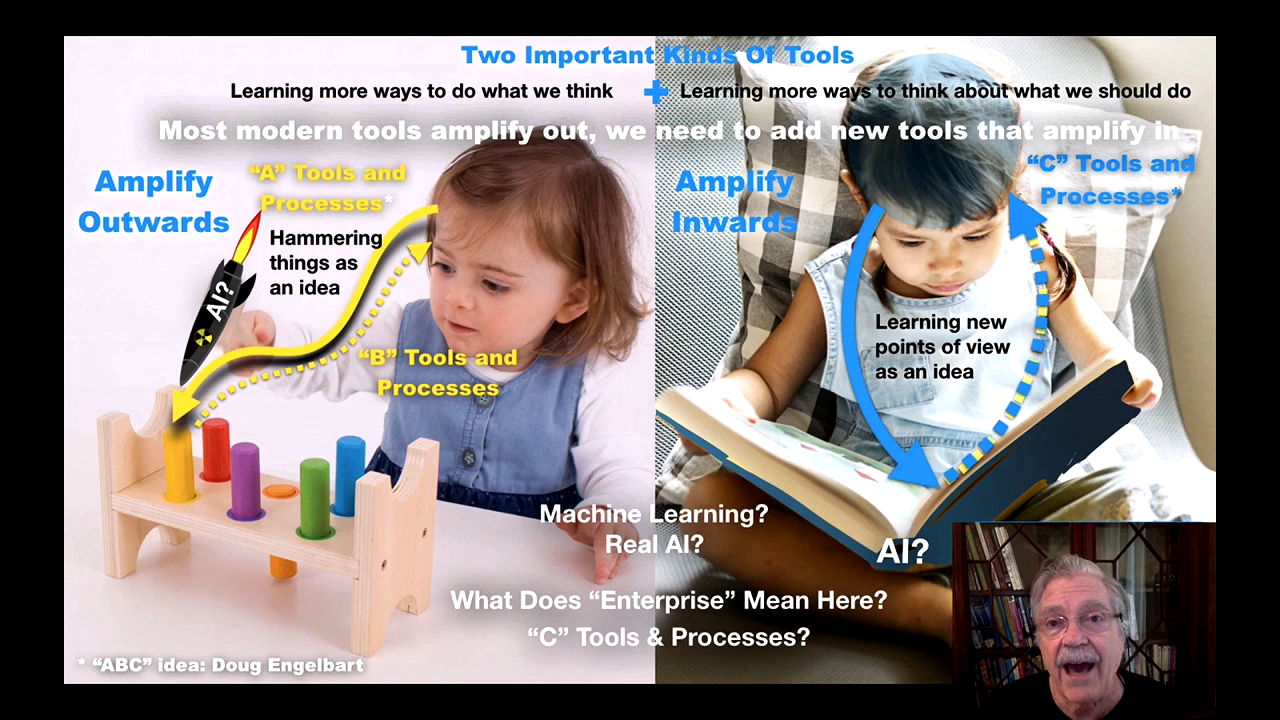 Two Important Kinds Of Tools
Learning more ways to do what we think + Learning more ways to think about what we should do
Most modern tools amplify out, we need to add new tools that amplify in
Amplify
Outwards
“A” Tools and
Processes*
Hammering
things as
an idea
AI?
“B” Tools and
Processes
Amplify
Inwards
“C” Tools and
Processes*
Learning new
points of view
as an idea
Machine Learning?
Real AI?
AI?
What Does “Enterprise” Mean Here?
“C” Tools & Processes?
* “ABC” idea: Doug Engelbart